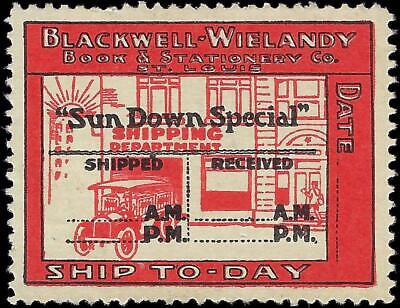 BLACKWELL-WIELANDY
BOOK & STATIONERY CO.
ST. LOUIS
DATE
"Sun Down Special"
SHIPPING
DEPARTMENT
SHIPPED RECEIVED
A.M. A.M.
P.M. P.M.
SHIP TO-DAY